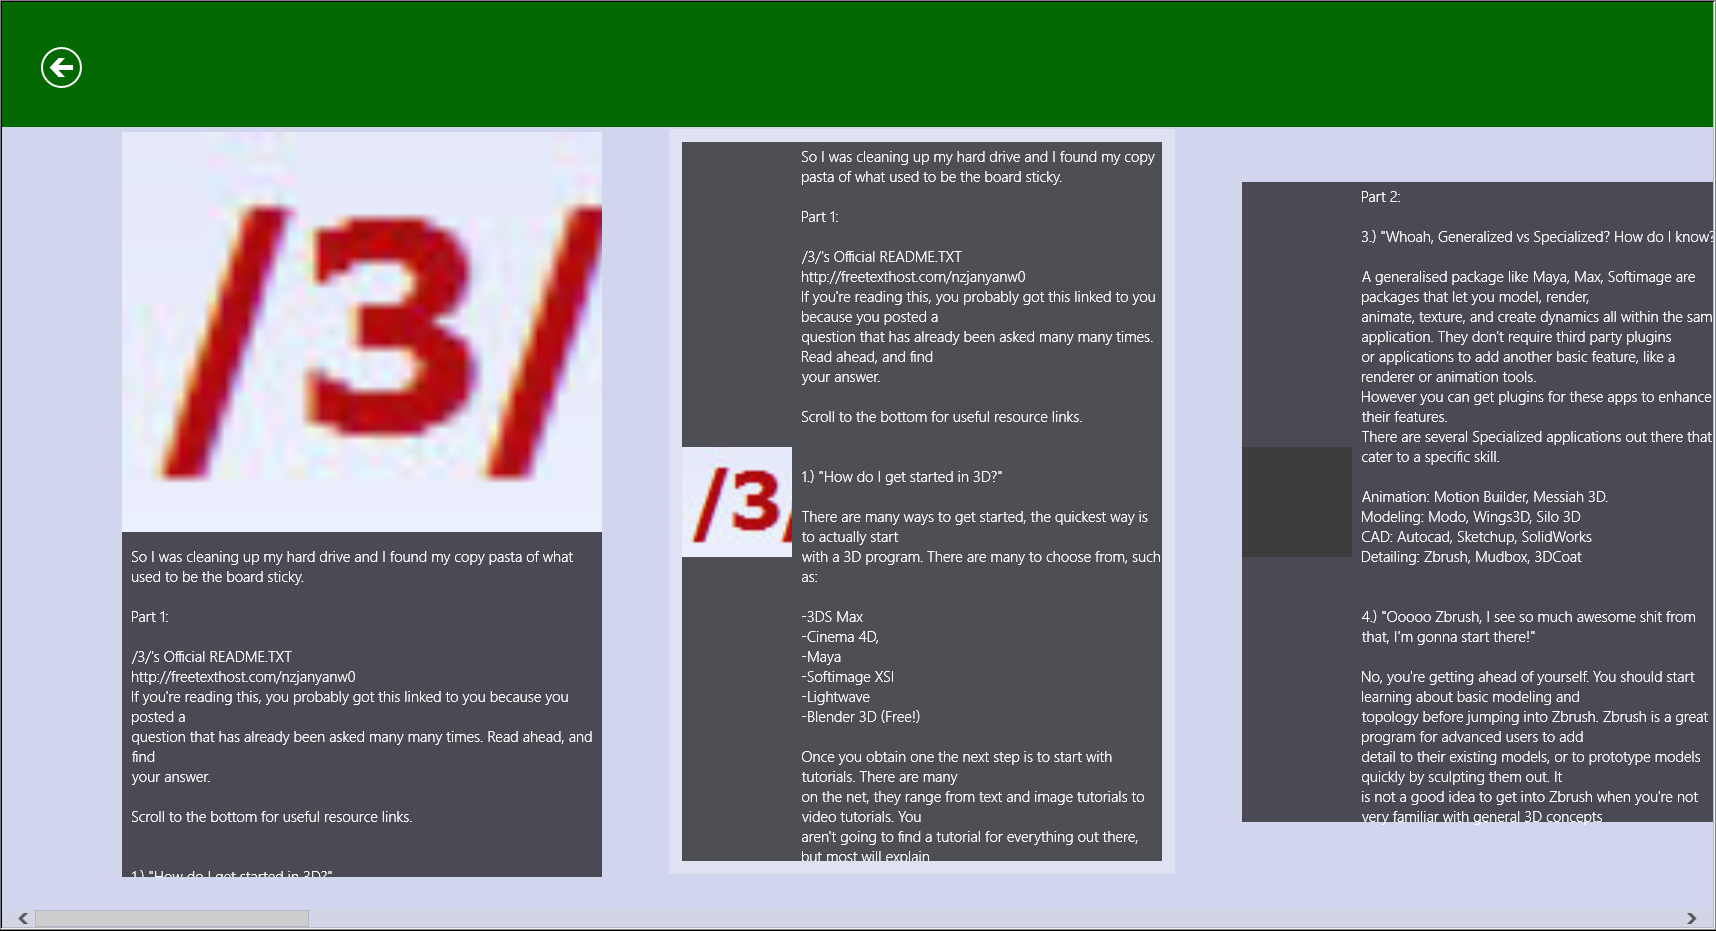 /3/
So I was cleaning up my hard drive and I found my copy pasta of what
used to be the board sticky.
Part 1:
/3/'s Official README.TXT
http://freetexthost.com/nzjanyanw0
If you're reading this, you probably got this linked to you because you
posted a
question that has already been asked many many times. Read ahead, and
find
your answer.
Scroll to the bottom for useful resource links.
1.) "How do I get started in 3D?"
So I was cleaning up my hard drive and I found my copy
pasta of what used to be the board sticky.
Part 1:
/3/'s Official README.TXT
http://freetexthost.com/nzjanyanw0
If you're reading this, you probably got this linked to you
because you posted a
question that has already been asked many many times.
Read ahead, and find
your answer.
Scroll to the bottom for useful resource links.
/3/
1.) "How do I get started in 3D?"
There are many ways to get started, the quickest way is
to actually start
with a 3D program. There are many to choose from, such
as:
-3DS Max
-Cinema 4D,
-Maya
-Softimage XSI
-Lightwave
-Blender 3D (Free!)
Once you obtain one the next step is to start with
tutorials. There are many
on the net, they range from text and image tutorials to
video tutorials. You
aren't going to find a tutorial for everything out there,
but most will explain
Part 2:
3.) "Whoah, Generalized vs Specialized? How do I know?
A generalised package like Maya, Max, Softimage are
packages that let you model, render,
animate, texture, and create dynamics all within the sam
application. They don't require third party plugins
or applications to add another basic feature, like a
renderer or animation tools.
However you can get plugins for these apps to enhance
their features.
There are several Specialized applications out there that
cater to a specific skill.
Animation: Motion Builder, Messiah 3D.
Modeling: Modo, Wings3D, Silo 3D
CAD: Autocad, Sketchup, SolidWorks
Detailing: Zbrush, Mudbox, 3DCoat
4.) "Ooooo Zbrush, I see so much awesome shit from
that, I'm gonna start there!"
No, you're getting ahead of yourself. You should start
learning about basic modeling and
topology before jumping into Zbrush. Zbrush is a great
program for advanced users to add
detail to their existing models, or to prototype models
quickly by sculpting them out. It
is not a good idea to get into Zbrush when you're not
very familiar with general 3D concepts